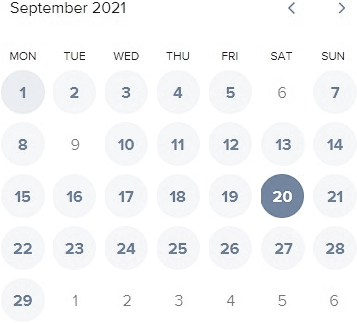 September 2021 < >
MON TUE WED THU FRI SAT SUN
1 2 3 4 5 6 7
8 9 10 11 12 13 14
15 16 17 18 19 20 21
22 23 24 25 26 27 28
29 1 2 3 4 5 6